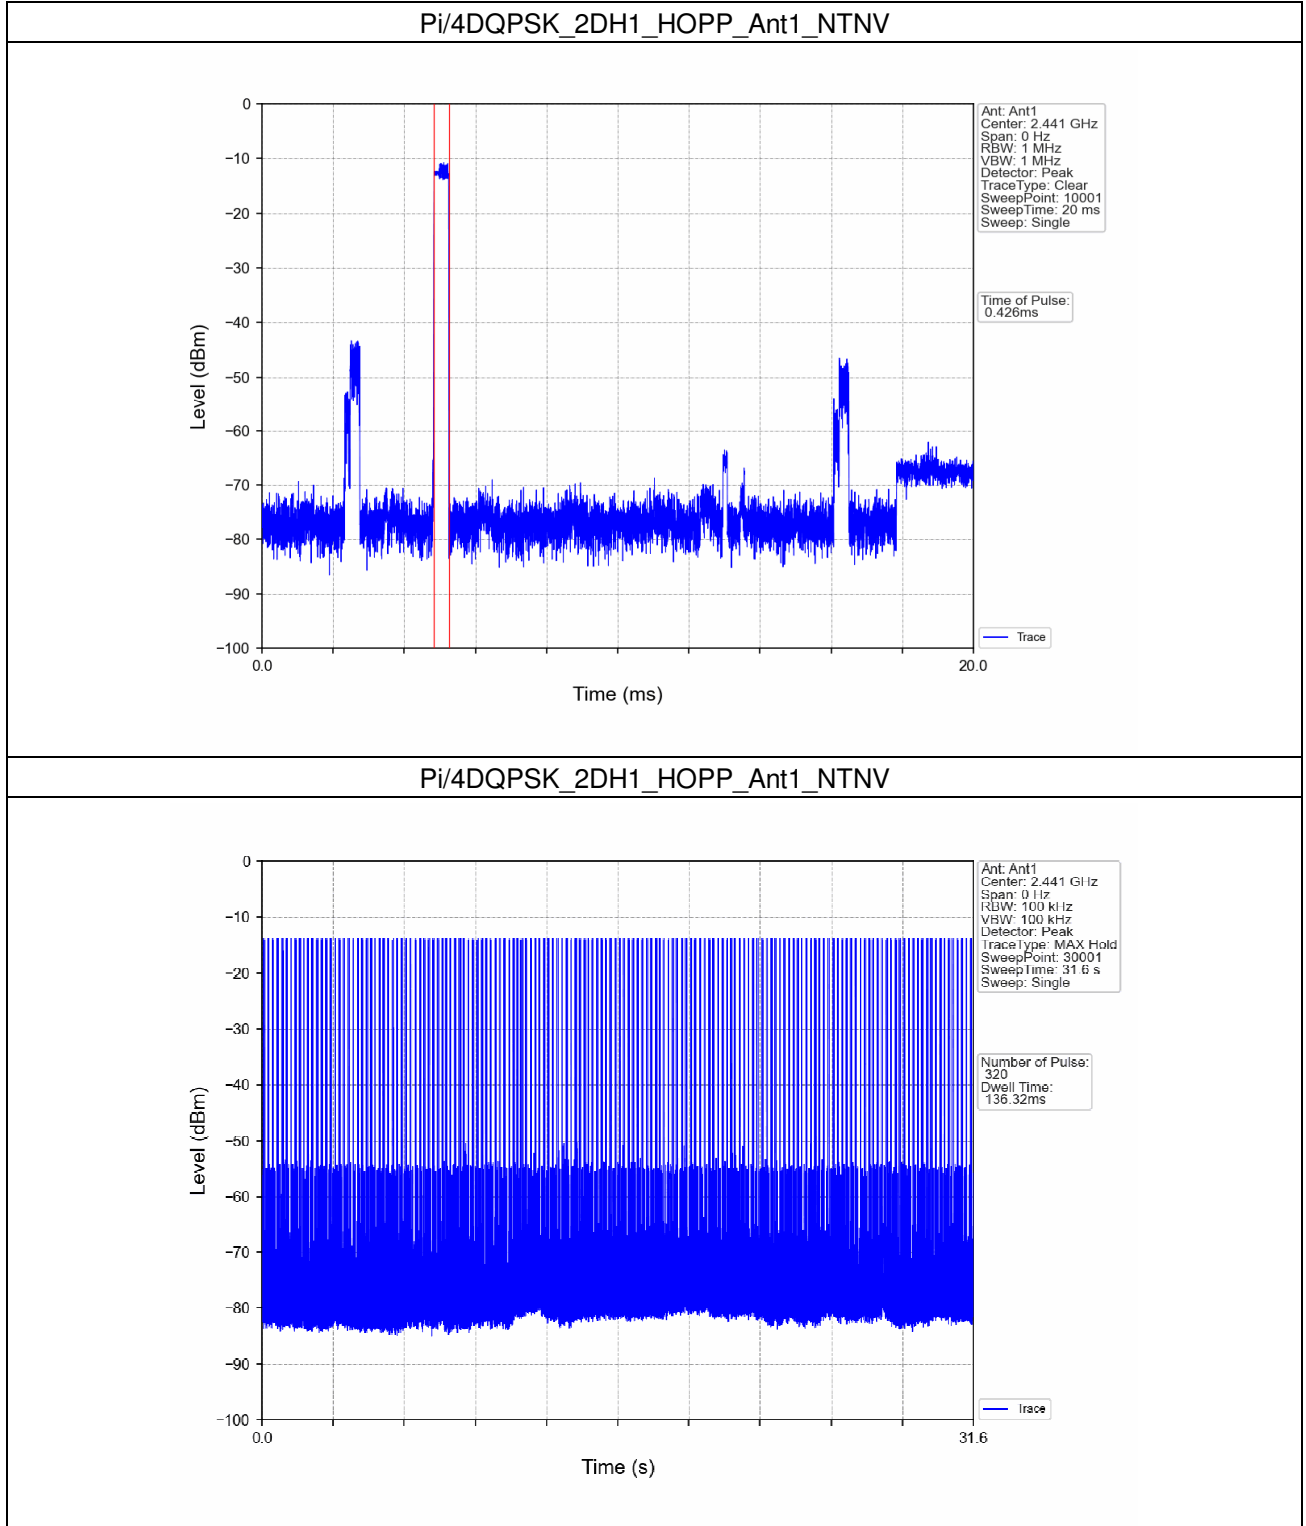 Pi/4DQPSK_2DH1_HOPP_Ant1_NTNV
0
−10
−20
−30
−40
−50
−60
−70
−80
−90
−100
Level (dBm)
0.0
20.0
Time (ms)
Ant: Ant1
Center: 2.441 GHz
Span: 0 Hz
RBW: 1 MHz
VBW: 1 MHz
Detector: Peak
TraceType: Clear
SweepPoint: 10001
SweepTime: 20 ms
Sweep: Single
Time of Pulse:
0.426ms
Trace
Pi/4DQPSK_2DH1_HOPP_Ant1_NTNV
0
−10
−20
−30
−40
−50
−60
−70
−80
−90
−100
Level (dBm)
0.0
31.6
Time (s)
Ant: Ant1
Center: 2.441 GHz
Span: 0 Hz
RBW: 100 kHz
VBW: 100 kHz
Detector: Peak
TraceType: MAX Hold
SweepPoint: 30001
SweepTime: 31.6 s
Sweep: Single
Number of Pulse:
320
Dwell Time:
136.32ms
Trace